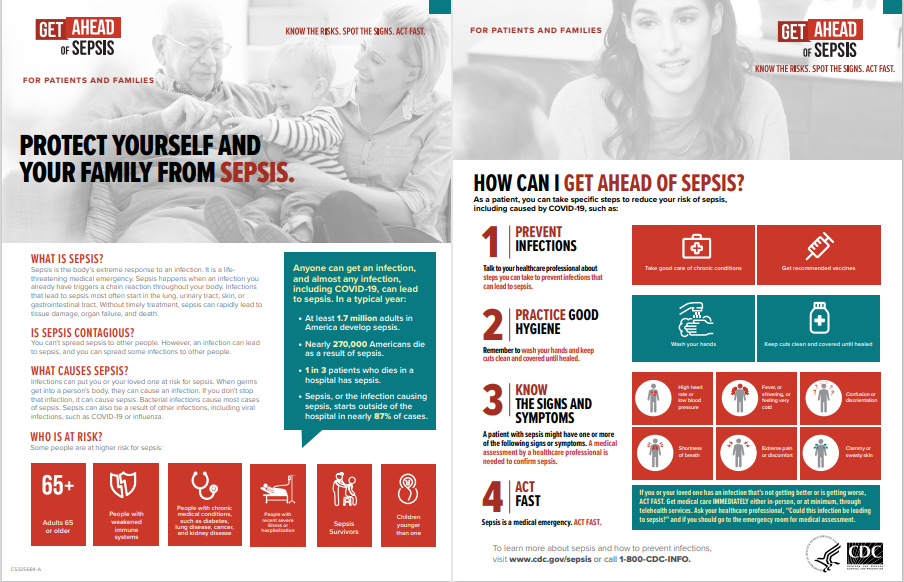 GET AHEAD
OF SEPSIS
KNOW THE RISKS. SPOT THE SIGNS. ACT FAST.
FOR PATIENTS AND FAMILIES
PROTECT YOURSELF AND
YOUR FAMILY FROM SEPSIS.
WHAT IS SEPSIS?
Sepsis is the body's extreme response to an infection. It is a life-
threatening medical emergency. Sepsis happens when an infection you
already have triggers a chain reaction throughout your body. Infections
that lead to sepsis most often start in the lung, urinary tract, skin, or
gastrointestinal tract. Without timely treatment, sepsis can rapidly lead to
tissue damage, organ failure, and death.
IS SEPSIS CONTAGIOUS?
You can't spread sepsis to other people. However, an infection can lead
to sepsis, and you can spread some infections to other people.
WHAT CAUSES SEPSIS?
Infections can put you or your loved one at risk for sepsis. When germs
get into a person's body, they can cause an infection. If you don't stop
that infection, it can cause sepsis. Bacterial infections cause most cases
of sepsis. Sepsis can also be a result of other infections, including viral
infections, such as COVID-19 or influenza.
WHO IS AT RISK?
Some people are at higher risk for sepsis:
Anyone can get an infection,
and almost any infection,
including COVID-19, can lead
to sepsis. In a typical year:
• At least 1.7 million adults in
America develop sepsis.
• Nearly 270,000 Americans die
as a result of sepsis.
• 1 in 3 patients who dies in a
hospital has sepsis.
• Sepsis, or the infection causing
sepsis, starts outside of the
hospital in nearly 87% of cases.
65+
Adults 65
or older
People with
weakened
immune
systems
People with chronic
medical conditions,
such as diabetes,
lung disease, cancer,
and kidney disease
People with
recent severe
illness or
hospitalization
Sepsis
Survivors
Children
younger
than one
CS325684-A
FOR PATIENTS AND FAMILIES
GET AHEAD
OF SEPSIS
KNOW THE RISKS. SPOT THE SIGNS. ACT FAST.
HOW CAN I GET AHEAD OF SEPSIS?
As a patient, you can take specific steps to reduce your risk of sepsis,
including caused by COVID-19, such as:
1 PREVENT
INFECTIONS
Talk to your healthcare professional about
steps you can take to prevent infections that
can lead to sepsis.
Take good care of chronic conditions
Get recommended vaccines
2 PRACTICE GOOD
HYGIENE
Remember to wash your hands and keep
cuts clean and covered until healed.
Wash your hands
Keep cuts clean and covered until healed
3 KNOW
THE SIGNS AND
SYMPTOMS
A patient with sepsis might have one or more
of the following signs or symptoms. A medical
assessment by a healthcare professional is
needed to confirm sepsis.
High heart
rate or
low blood
pressure
Fever, or
shivering, or
feeling very
cold
Confusion or
disorientation
Shortness
of breath
Extreme pain
or discomfort
Clammy or
sweaty skin
4 ACT
FAST
Sepsis is a medical emergency. ACT FAST.
If you or your loved one has an infection that's not getting better or is getting worse,
ACT FAST. Get medical care IMMEDIATELY either in-person, or at minimum, through
telehealth services. Ask your healthcare professional, "Could this infection be leading
to sepsis?" and if you should go to the emergency room for medical assessment.
To learn more about sepsis and how to prevent infections,
visit www.cdc.gov/sepsis or call 1-800-CDC-INFO.
CDC